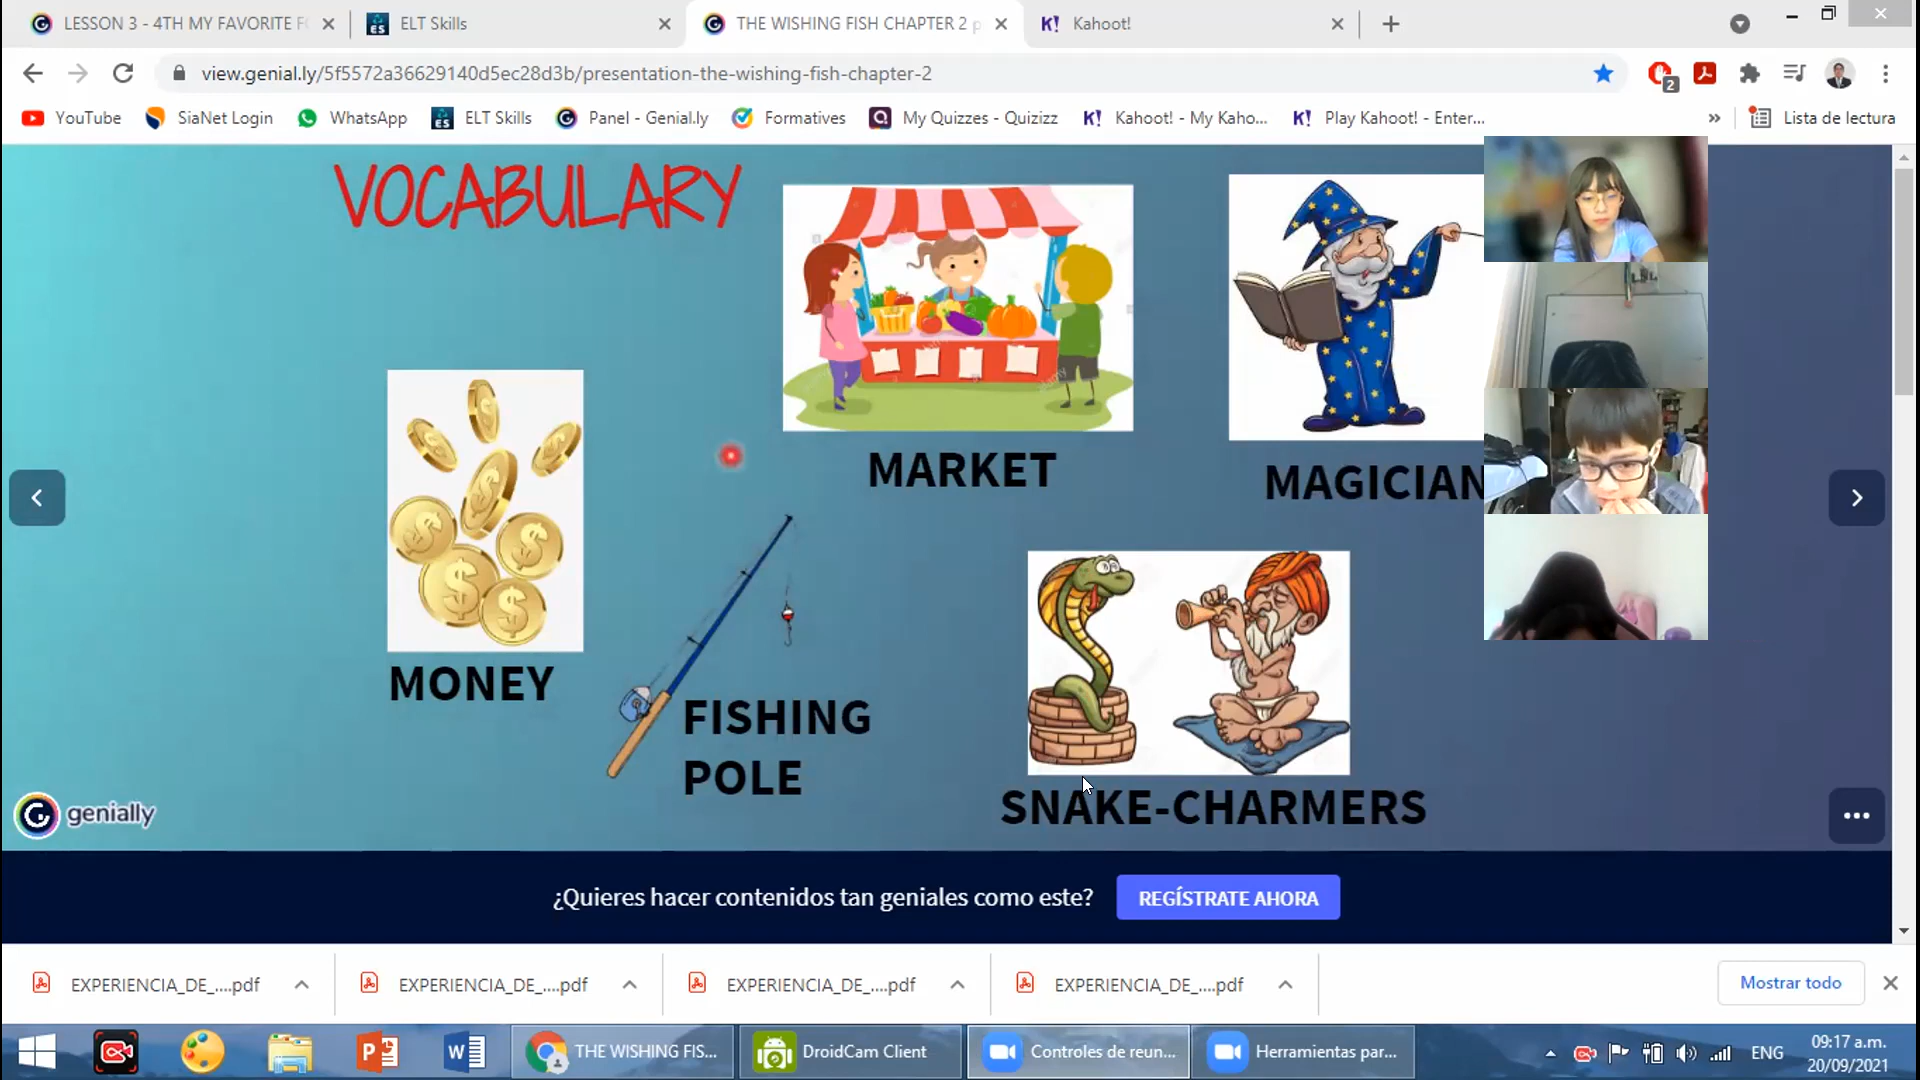 LESSON 3 - 4TH MY FAVORITE F
ELT Skills
THE WISHING FISH CHAPTER 2 p
K! Kahoot!
view.genial.ly/5f5572a36629140d5ec28d3b/presentation-the-wishing-fish-chapter-2
2
YouTube
SiaNet Login
WhatsApp
ES ELT Skills
Panel - Genial.ly
Formatives
My Quizzes - Quizizz
K! Kahoot! - My Kaho...
K! Play Kahoot! - Enter...
»
Lista de lectura
VOCABULARY
MARKET
MAGICIAN
MONEY
FISHING
POLE
SNAKE-CHARMERS
genially
¿Quieres hacer contenidos tan geniales como este?
REGÍSTRATE AHORA
EXPERIENCIA_DE_....pdf
EXPERIENCIA_DE_....pdf
EXPERIENCIA_DE_....pdf
EXPERIENCIA_DE_....pdf
Mostrar todo
THE WISHING FIS...
DroidCam Client
Controles de reun...
Herramientas par...
ENG
09:17 a.m.
20/09/2021